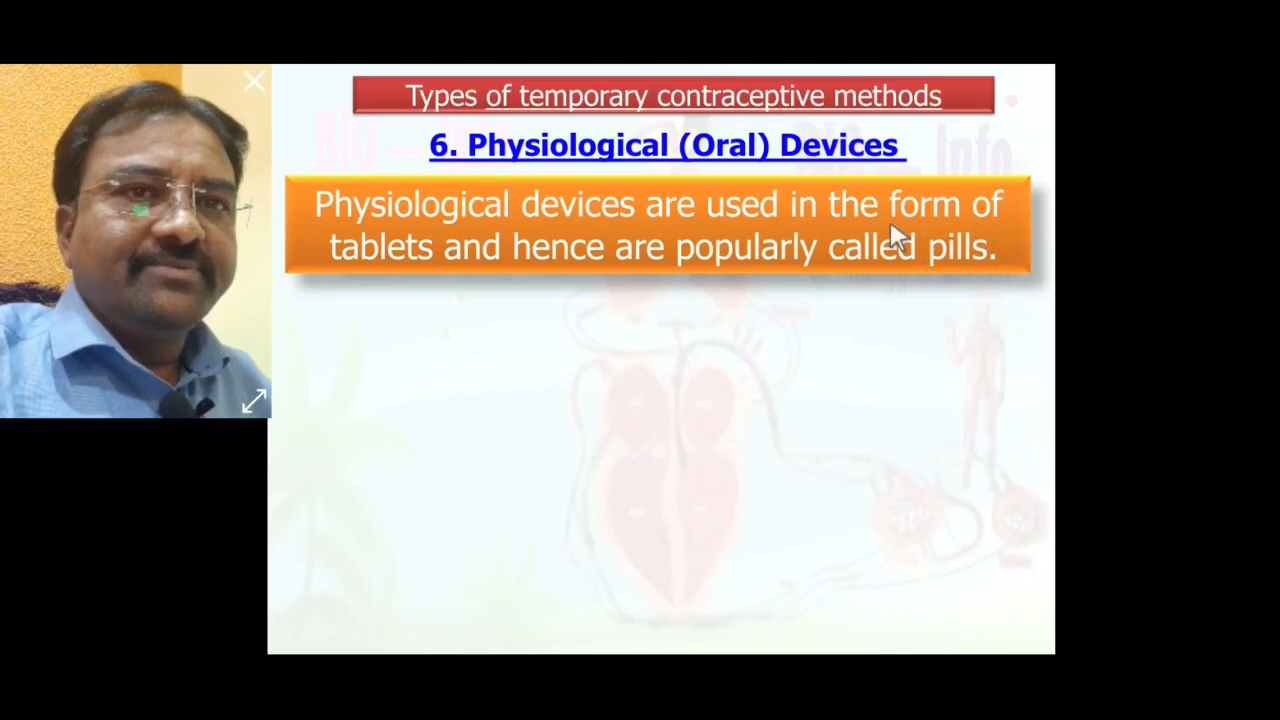 Types of temporary contraceptive methods
6. Physiological (Oral) Devices
Physiological devices are used in the form of
tablets and hence are popularly called pills.
Info